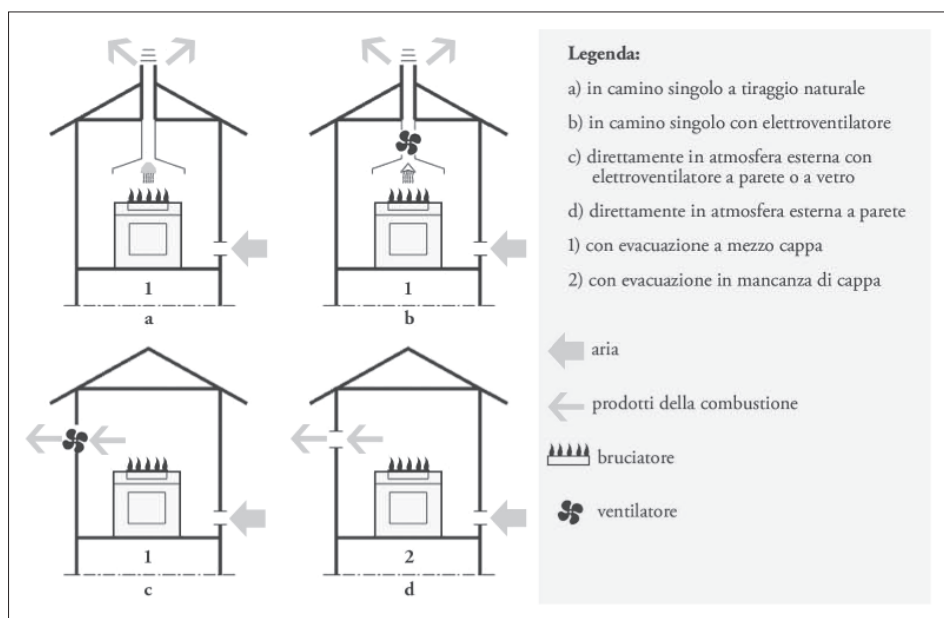 1
a
1
b
1
c
2
d
Legenda:
a) in camino singolo a tiraggio naturale
b) in camino singolo con elettroventilatore
c) direttamente in atmosfera esterna con
elettroventilatore a parete o a vetro
d) direttamente in atmosfera esterna a parete
1) con evacuazione a mezzo cappa
2) con evacuazione in mancanza di cappa
aria
prodotti della combustione
bruciatore
ventilatore